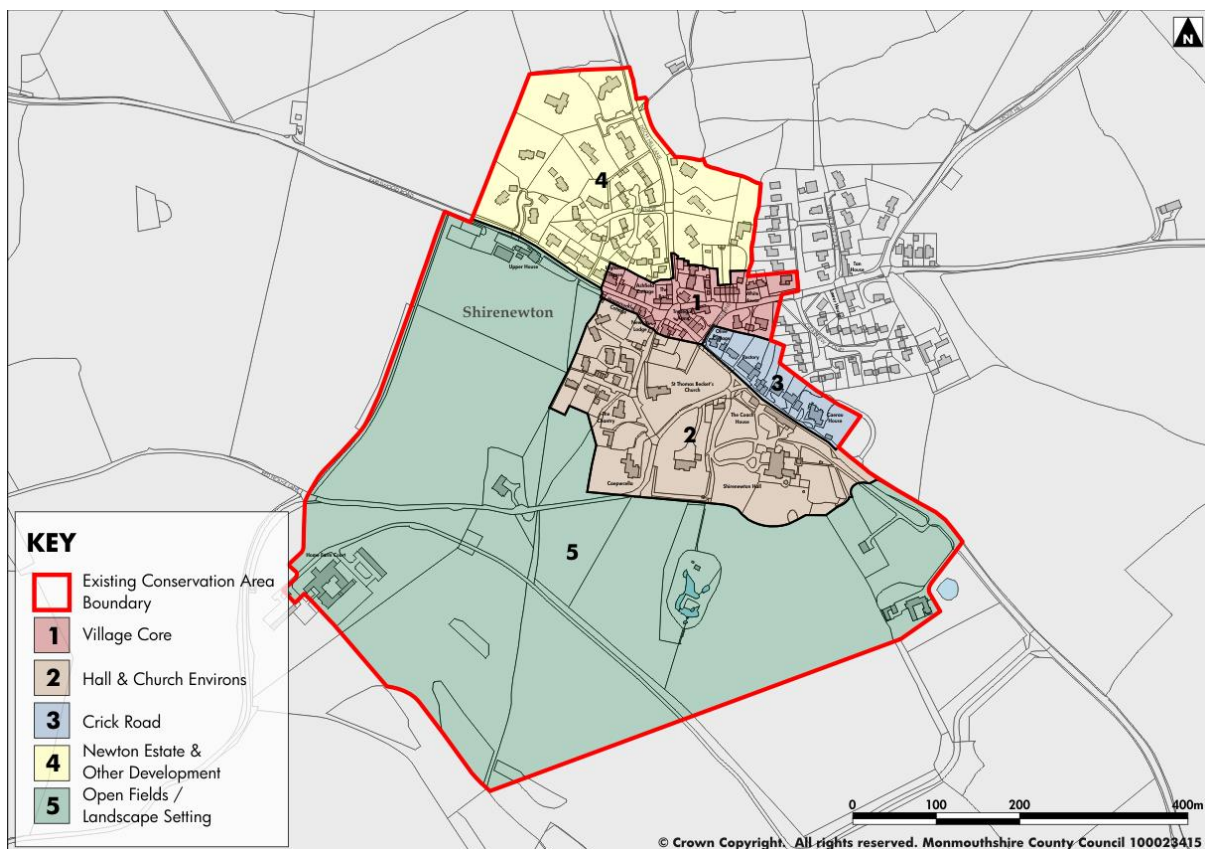 N
4
Upper House
Shirenewton
Ashfield
Cottage
1
Lodge
Tan
House
Rectory
3
Caerau
House
St Thomas Becket's
Church
The Coach
House
2
Shirenewton Hall
5
KEY
Existing Conservation Area
Boundary
1 Village Core
2 Hall & Church Environs
3 Crick Road
4 Newton Estate &
Other Development
5 Open Fields /
Landscape Setting
0 100 200 400m
© Crown Copyright. All rights reserved. Monmouthshire County Council 100023415